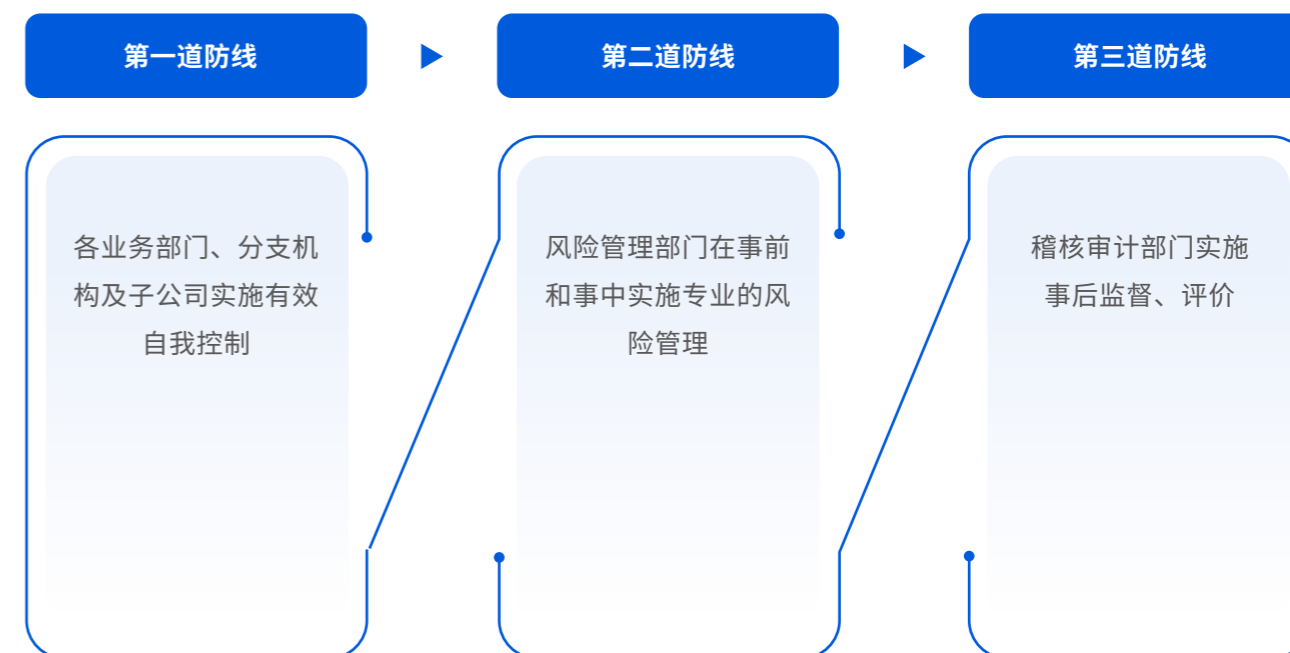 第一道防线
第二道防线
第三道防线
各业务部门、分支机
构及子公司实施有效
自我控制
风险管理部门在事前
和事中实施专业的风
险管理
稽核审计部门实施
事后监督、评价